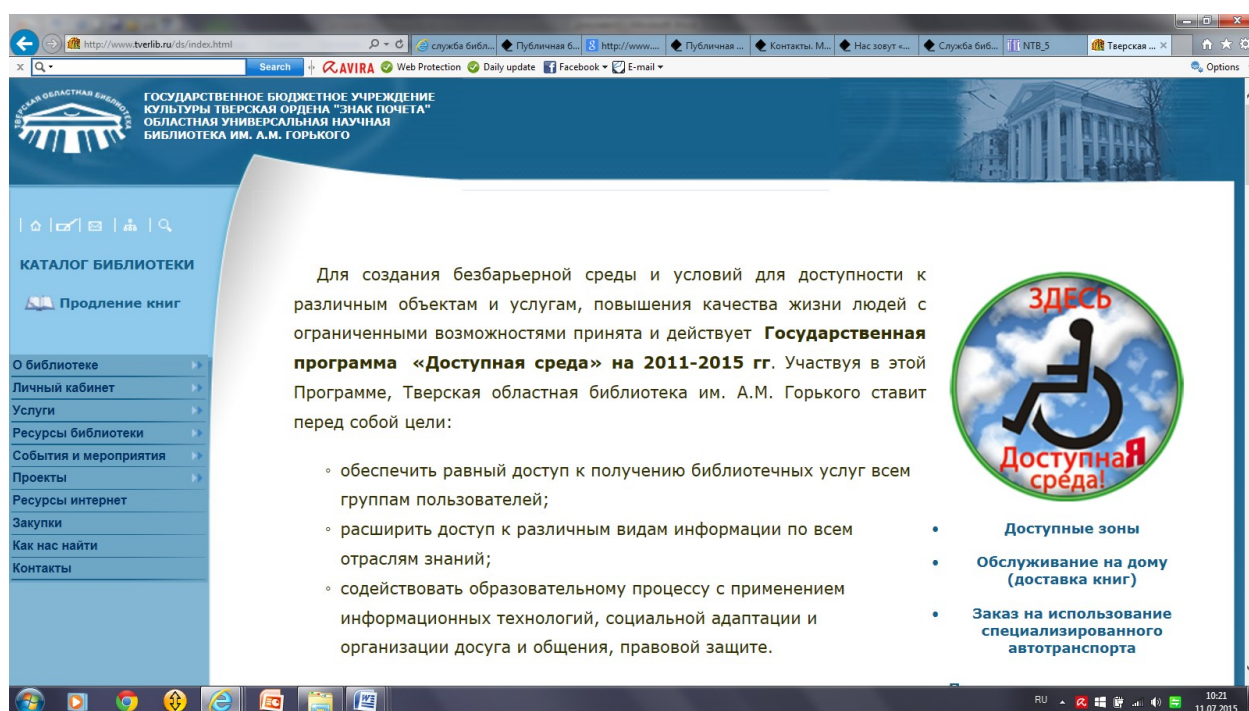 http://www.tverlib.ru/ds/index.html
служба библ...
Публичная б...
http://www....
Публичная ...
Контакты. М...
Нас зовут «...
Служба биб...
NTB_5
Тверская ...
Search
AVIRA
Web Protection
Daily update
Facebook
E-mail
Options
ТВЕРСКАЯ ОБЛАСТНАЯ БИБЛИОТЕКА
ГОСУДАРСТВЕННОЕ БЮДЖЕТНОЕ УЧРЕЖДЕНИЕ
КУЛЬТУРЫ ТВЕРСКАЯ ОРДЕНА "ЗНАК ПОЧЕТА"
ОБЛАСТНАЯ УНИВЕРСАЛЬНАЯ НАУЧНАЯ
БИБЛИОТЕКА ИМ. А.М. ГОРЬКОГО
КАТАЛОГ БИБЛИОТЕКИ
Продление книг
О библиотеке
Личный кабинет
Услуги
Ресурсы библиотеки
События и мероприятия
Проекты
Ресурсы интернет
Закупки
Как нас найти
Контакты
Для создания безбарьерной среды и условий для доступности к
различным объектам и услугам, повышения качества жизни людей с
ограниченными возможностями принята и действует Государственная
программа «Доступная среда» на 2011-2015 гг. Участвуя в этой
Программе, Тверская областная библиотека им. А.М. Горького ставит
перед собой цели:
◦ обеспечить равный доступ к получению библиотечных услуг всем
группам пользователей;
◦ расширить доступ к различным видам информации по всем
отраслям знаний;
◦ содействовать образовательному процессу с применением
информационных технологий, социальной адаптации и
организации досуга и общения, правовой защите.
ЗДЕСЬ
ДоступнаЯ
среда!
• Доступные зоны
• Обслуживание на дому
(доставка книг)
• Заказ на использование
специализированного
автотранспорта
RU
10:21
11.07.2015